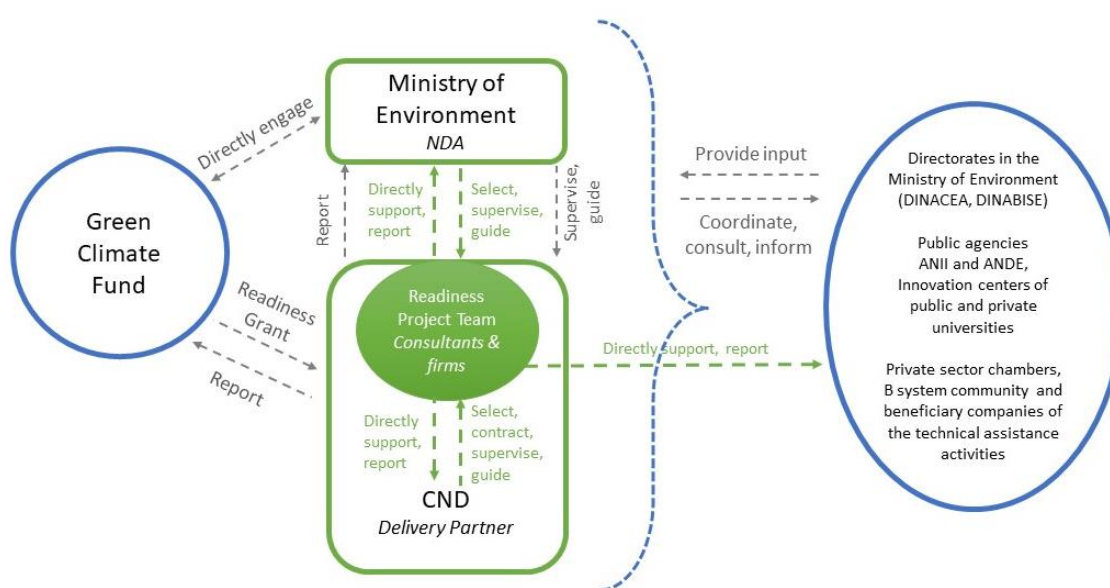 Green
Climate
Fund
Directly engage
Readiness
Grant
Report
Ministry of
Environment
NDA
Report
Directly
support,
report
Select,
supervise,
guide
Supervise,
guide
Readiness
Project Team
Consultants &
firms
Directly
support,
report
Select,
contract,
supervise,
guide
CND
Delivery Partner
Directly support, report
Provide input
Coordinate,
consult, inform
Directorates in the
Ministry of Environment
(DINACEA, DINABISE)
Public agencies
ANII and ANDE,
Innovation centers of
public and private
universities
Private sector chambers,
B system community and
beneficiary companies of
the technical assistance
activities